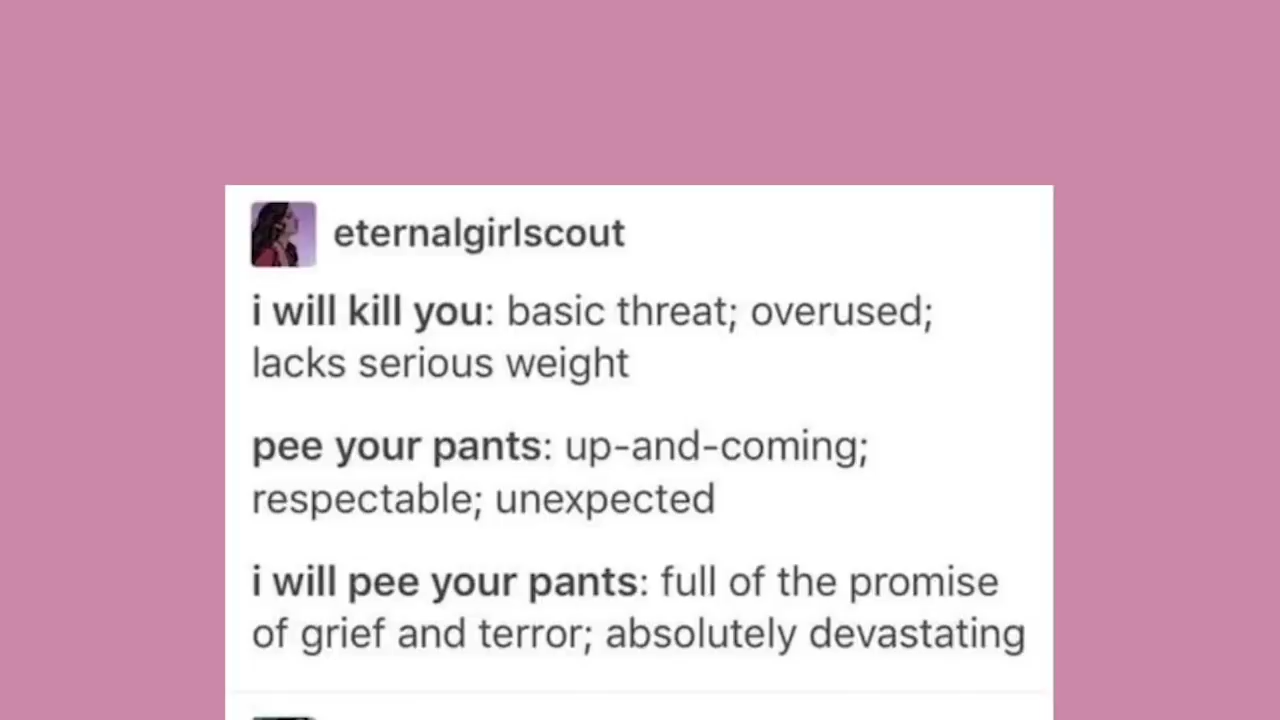 eternalgirlscout
i will kill you: basic threat; overused;
lacks serious weight
pee your pants: up-and-coming;
respectable; unexpected
i will pee your pants: full of the promise
of grief and terror; absolutely devastating